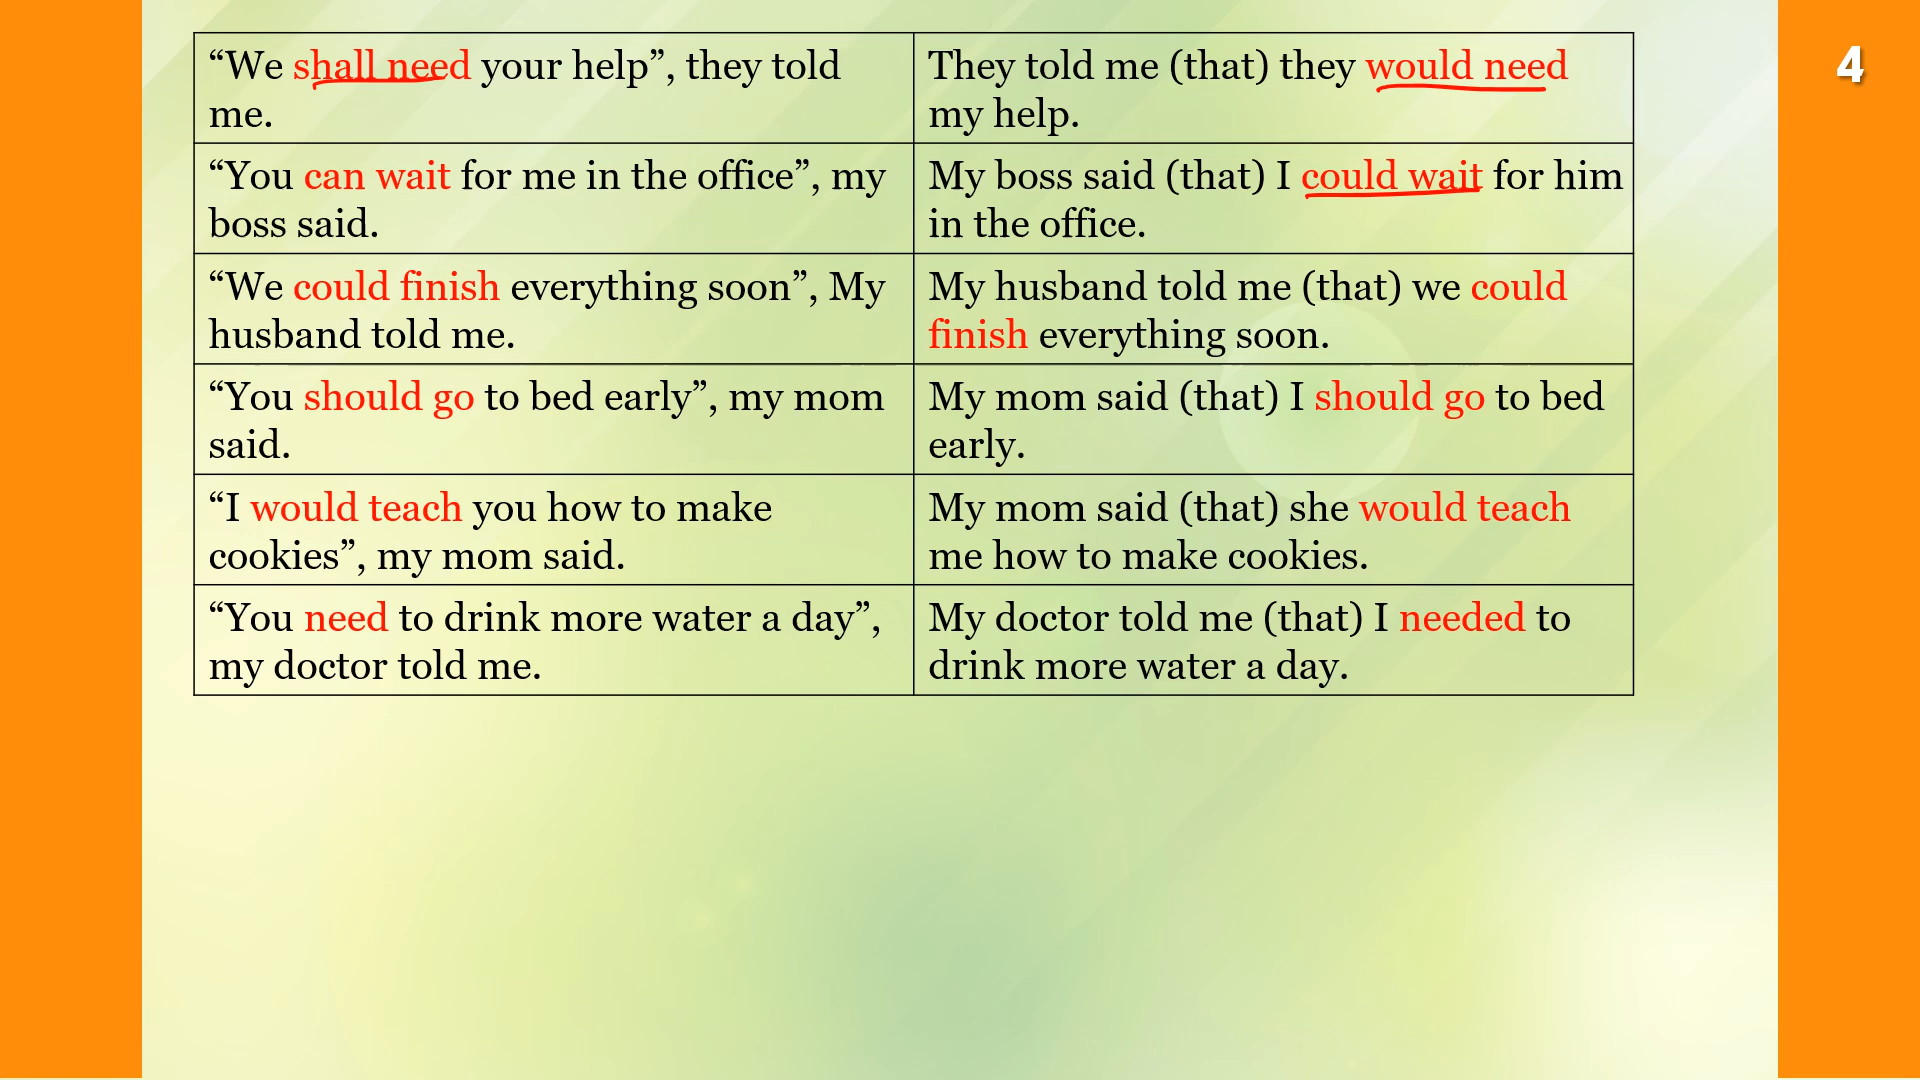 4
“We shall need your help”, they told
me.
They told me (that) they would need
my help.
“You can wait for me in the office”, my
boss said.
My boss said (that) I could wait for him
in the office.
“We could finish everything soon”, My
husband told me.
My husband told me (that) we could
finish everything soon.
“You should go to bed early”, my mom
said.
My mom said (that) I should go to bed
early.
“I would teach you how to make
cookies”, my mom said.
My mom said (that) she would teach
me how to make cookies.
“You need to drink more water a day”,
my doctor told me.
My doctor told me (that) I needed to
drink more water a day.